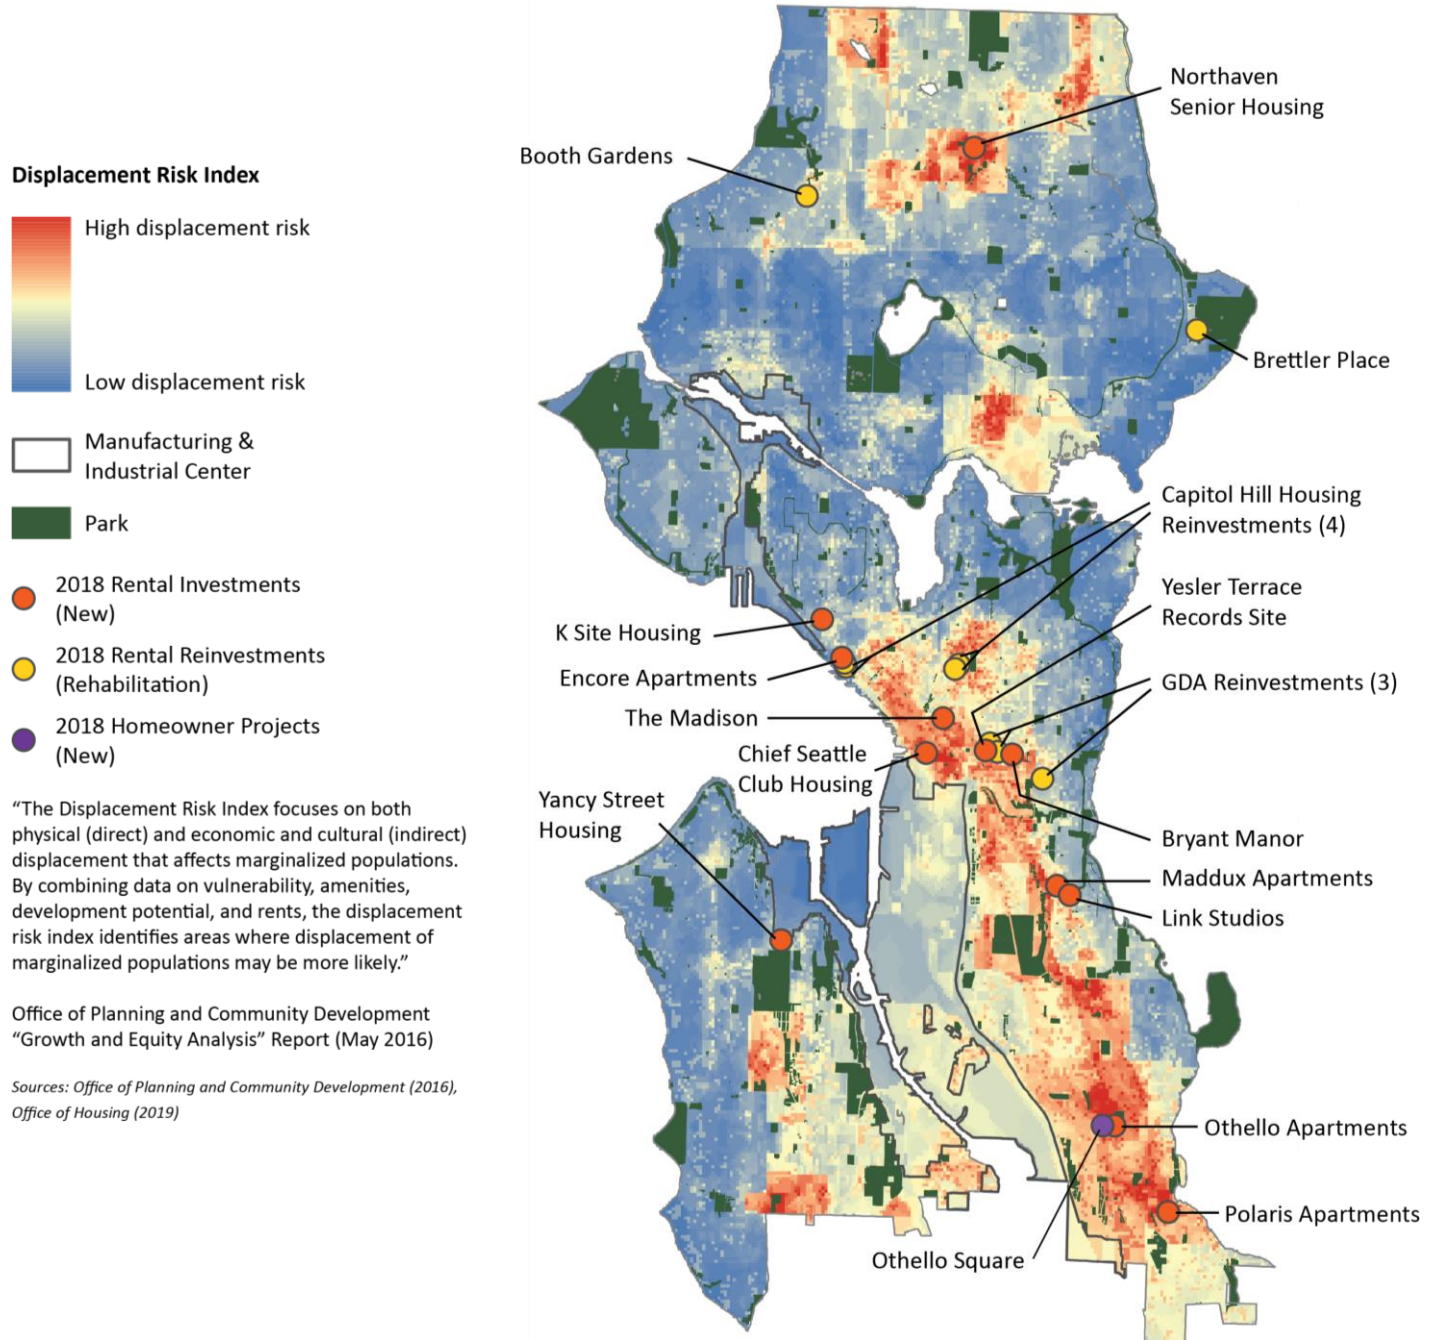 Displacement Risk Index
High displacement risk
Low displacement risk
Manufacturing &
Industrial Center
Park
2018 Rental Investments
(New)
2018 Rental Reinvestments
(Rehabilitation)
2018 Homeowner Projects
(New)
“The Displacement Risk Index focuses on both
physical (direct) and economic and cultural (indirect)
displacement that affects marginalized populations.
By combining data on vulnerability, amenities,
development potential, and rents, the displacement
risk index identifies areas where displacement of
marginalized populations may be more likely.”
Office of Planning and Community Development
“Growth and Equity Analysis” Report (May 2016)
Sources: Office of Planning and Community Development (2016),
Office of Housing (2019)
Northaven
Senior Housing
Booth Gardens
Brettler Place
Capitol Hill Housing
Reinvestments (4)
Yesler Terrace
Records Site
K Site Housing
Encore Apartments
GDA Reinvestments (3)
The Madison
Chief Seattle
Club Housing
Yancy Street
Housing
Bryant Manor
Maddux Apartments
Link Studios
Othello Apartments
Polaris Apartments
Othello Square